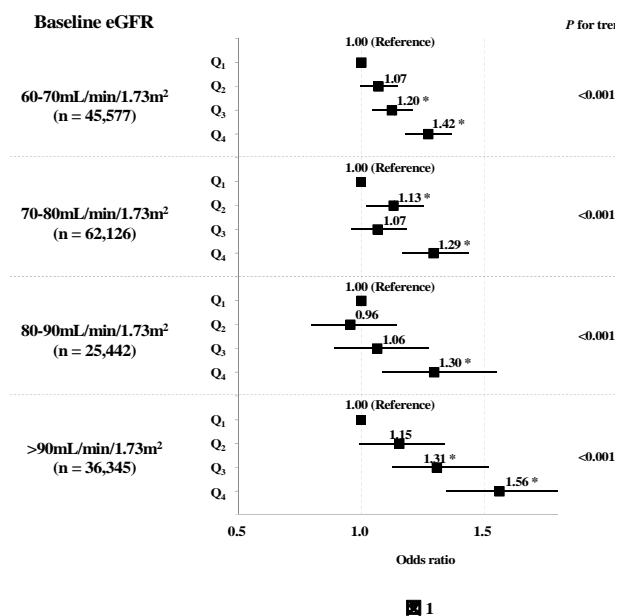 Baseline eGFR
P for tre
1.00 (Reference)
Q1
Q2 1.07
60-70mL/min/1.73m²
(n = 45,577)
<0.001
Q3 1.20 *
Q4 1.42 *
1.00 (Reference)
Q1
Q2 1.13 *
70-80mL/min/1.73m²
(n = 62,126)
<0.001
Q3 1.07
Q4 1.29 *
1.00 (Reference)
Q1
Q2 0.96
80-90mL/min/1.73m²
(n = 25,442)
<0.001
Q3 1.06
Q4 1.30 *
1.00 (Reference)
Q1
Q2 1.15
>90mL/min/1.73m²
(n = 36,345)
<0.001
Q3 1.31 *
Q4 1.56 *
0.5 1.0 1.5
Odds ratio
1